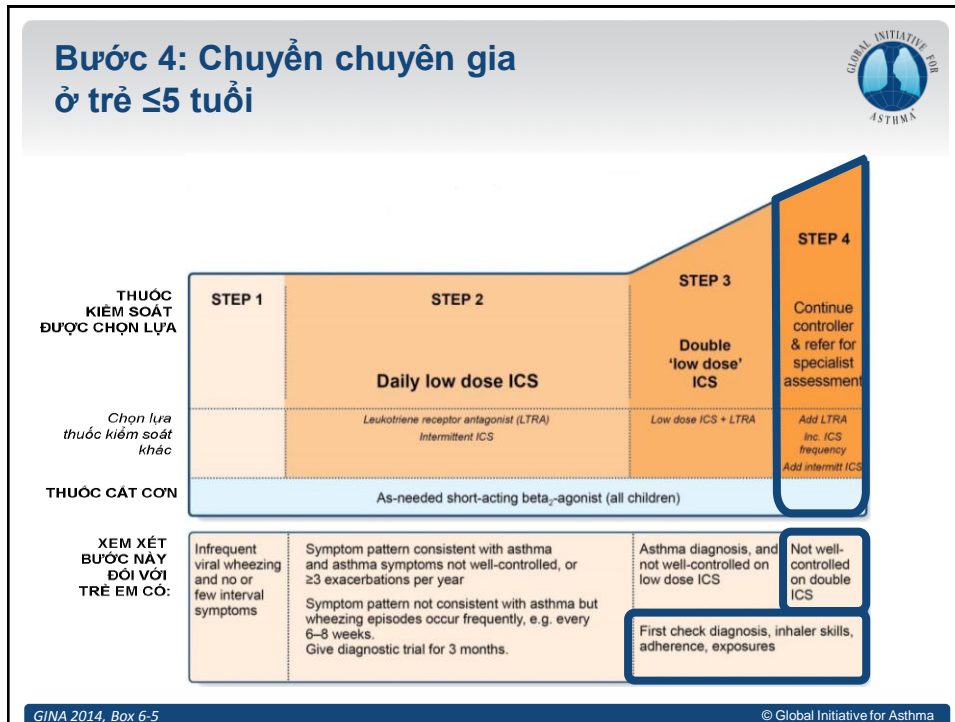 Bước 4: Chuyển chuyên gia
ở trẻ ≤5 tuổi
GLOBAL INITIATIVE FOR
ASTHMA
THUỐC
KIỂM SOÁT
ĐƯỢC CHỌN LỰA
STEP 1
STEP 2
Daily low dose ICS
STEP 3
Double
‘low dose’
ICS
STEP 4
Continue
controller
& refer for
specialist
assessment
Chọn lựa
thuốc kiểm soát
khác
Leukotriene receptor antagonist (LTRA)
Intermittent ICS
Low dose ICS + LTRA
Add LTRA
Inc. ICS
frequency
Add intermitt ICS
THUỐC CẮT CƠN
As-needed short-acting beta₂-agonist (all children)
XEM XÉT
BƯỚC NÀY
ĐỐI VỚI
TRẺ EM CÓ:
Infrequent
viral wheezing
and no or
few interval
symptoms
Symptom pattern consistent with asthma
and asthma symptoms not well-controlled, or
≥3 exacerbations per year
Symptom pattern not consistent with asthma but
wheezing episodes occur frequently, e.g. every
6–8 weeks.
Give diagnostic trial for 3 months.
Asthma diagnosis, and
not well-controlled on
low dose ICS
Not well-
controlled
on double
ICS
First check diagnosis, inhaler skills,
adherence, exposures
GINA 2014, Box 6-5
© Global Initiative for Asthma